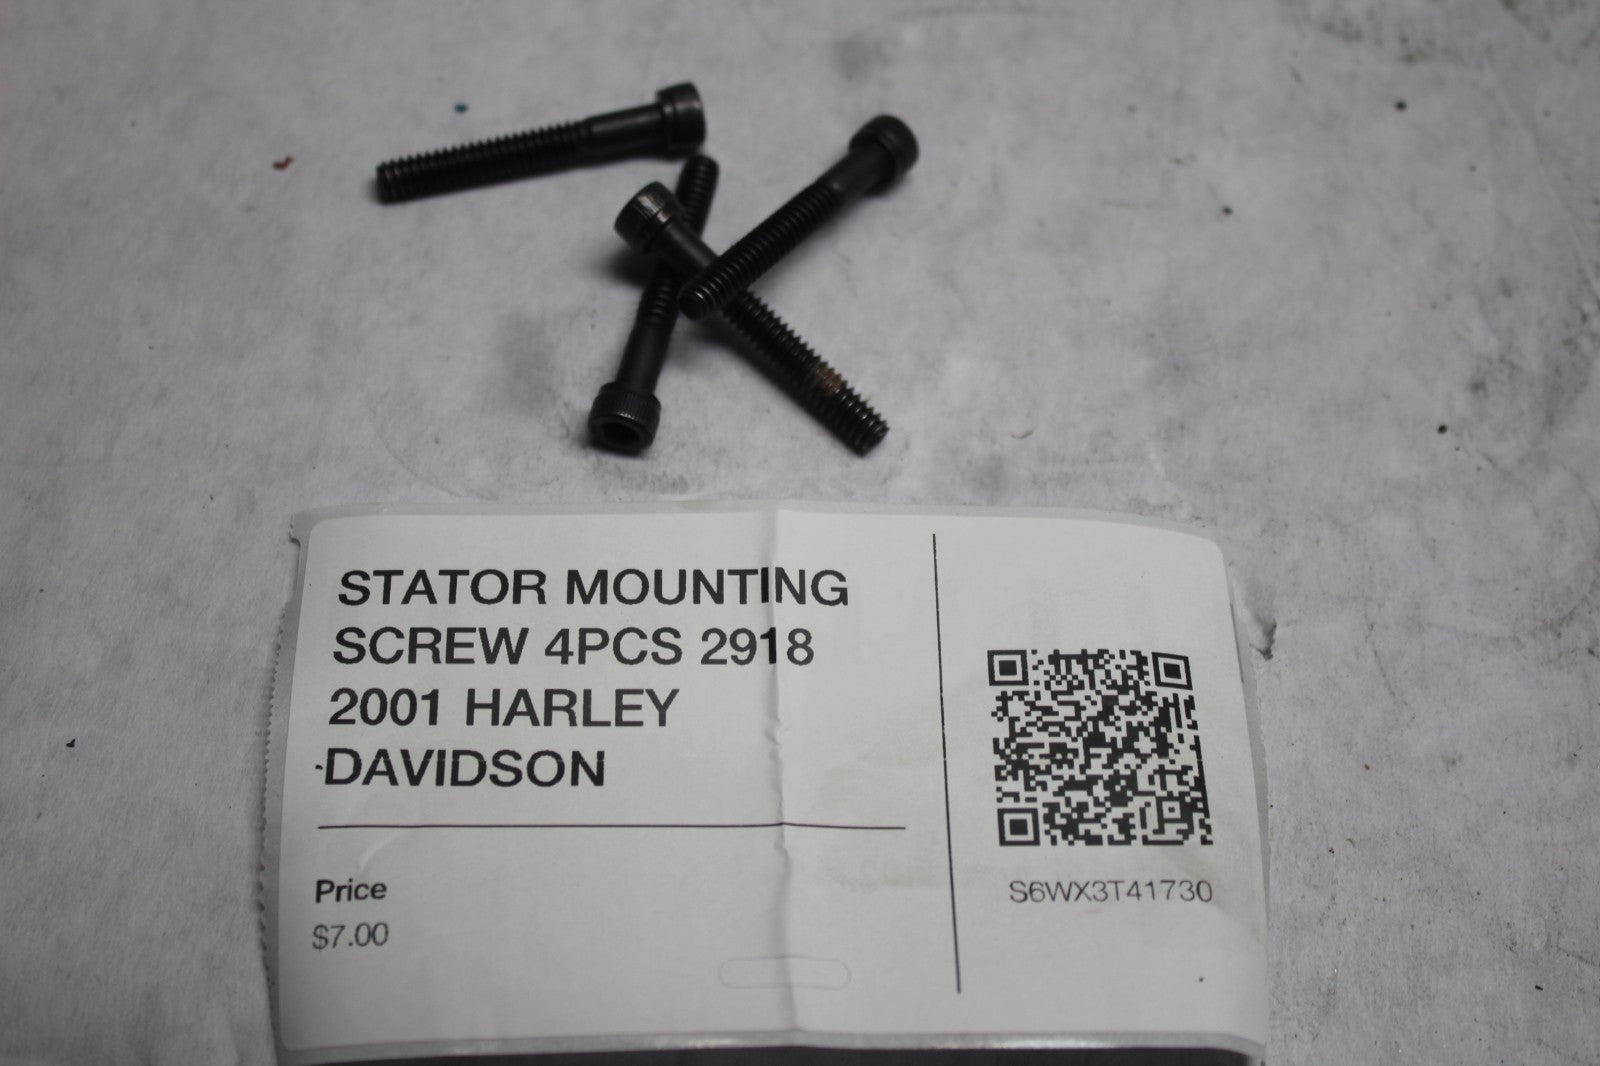 STATOR MOUNTING
SCREW 4PCS 2918
2001 HARLEY
DAVIDSON
Price
$7.00
S6WX3T41730